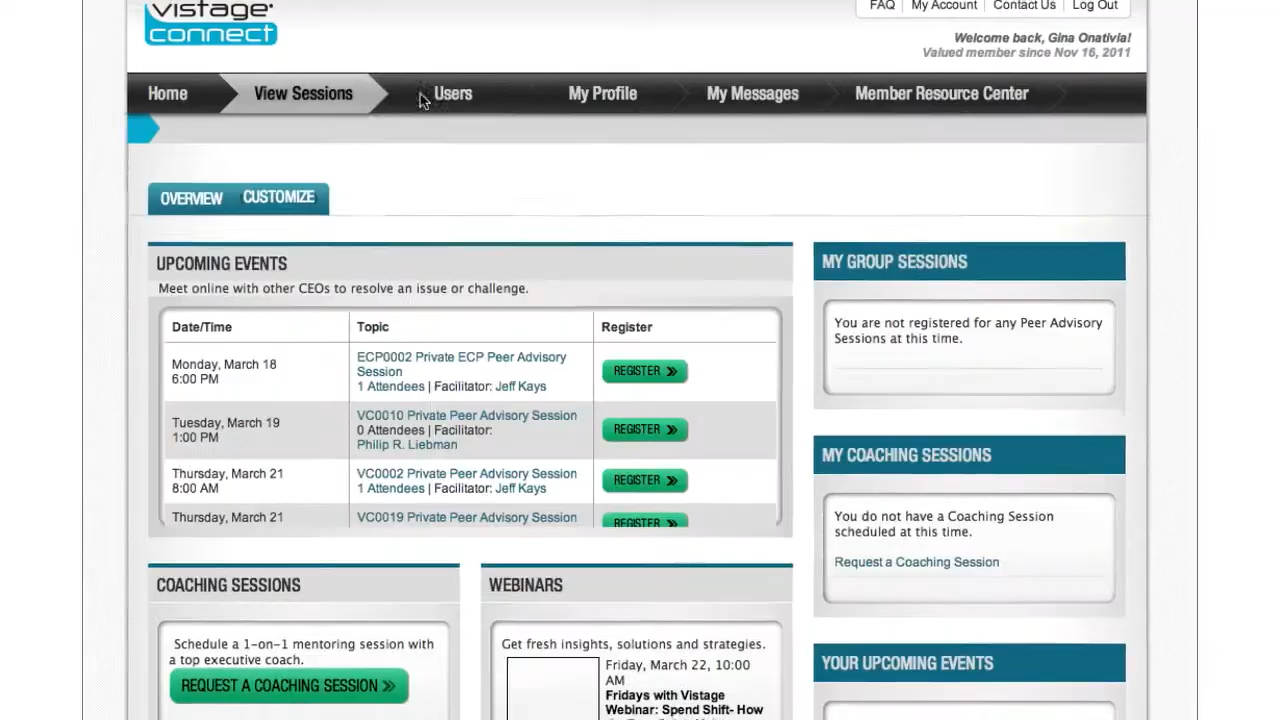 vistage
connect
FAQ My Account Contact Us Log Out
Welcome back, Gina Onativia!
Valued member since Nov 16, 2011
Home View Sessions Users My Profile My Messages Member Resource Center
OVERVIEW CUSTOMIZE
UPCOMING EVENTS
Meet online with other CEOs to resolve an issue or challenge.
Date/Time Topic Register
Monday, March 18
6:00 PM
ECP0002 Private ECP Peer Advisory
Session
1 Attendees | Facilitator: Jeff Kays
REGISTER
Tuesday, March 19
1:00 PM
VC0010 Private Peer Advisory Session
0 Attendees | Facilitator:
Philip R. Liebman
REGISTER
Thursday, March 21
8:00 AM
VC0002 Private Peer Advisory Session
1 Attendees | Facilitator: Jeff Kays
REGISTER
Thursday, March 21
VC0019 Private Peer Advisory Session
REGISTER
MY GROUP SESSIONS
You are not registered for any Peer Advisory
Sessions at this time.
MY COACHING SESSIONS
You do not have a Coaching Session
scheduled at this time.
Request a Coaching Session
COACHING SESSIONS
Schedule a 1-on-1 mentoring session with
a top executive coach.
REQUEST A COACHING SESSION
WEBINARS
Get fresh insights, solutions and strategies.
Friday, March 22, 10:00
AM
Fridays with Vistage
Webinar: Spend Shift- How
YOUR UPCOMING EVENTS